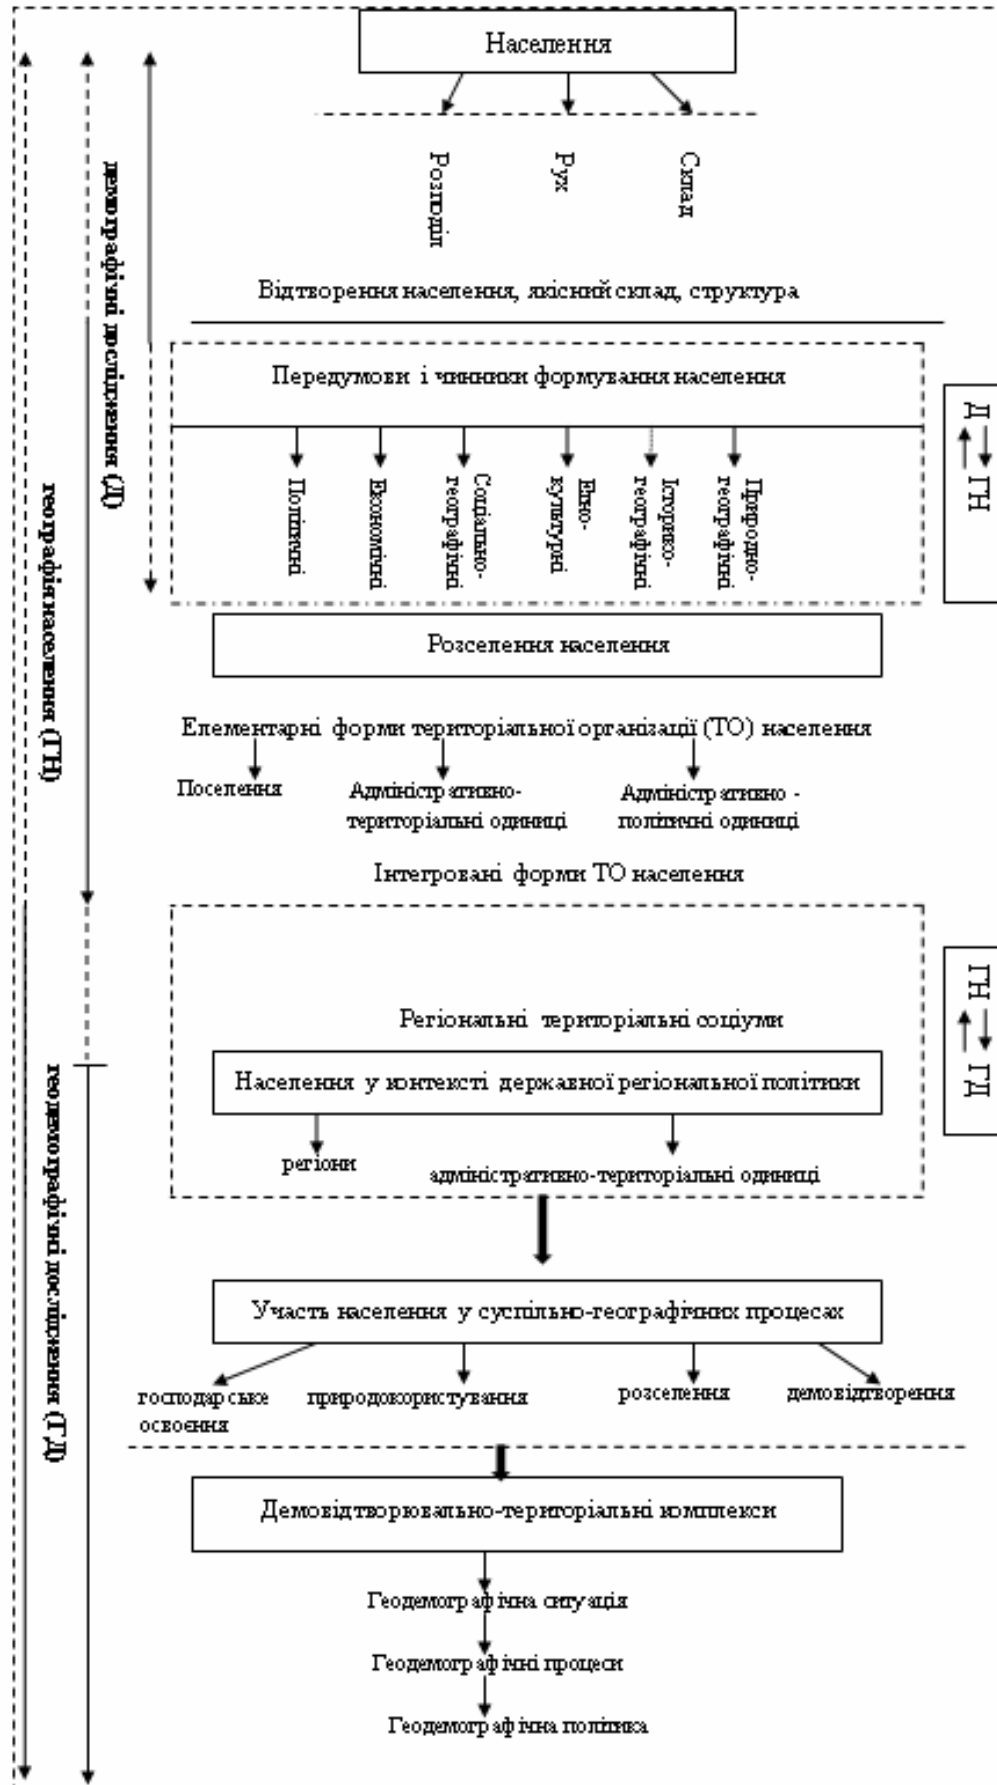 Населення
Розподіл
Рух
Склад
Відтворення населення, якісний склад, структура
Передумови і чинники формування населення
Політичні
Економічні
Соціально-
географічні
Етно-
культурні
Історико-
географічні
Природно-
географічні
Д
ГН
Розселення населення
Елементарні форми територіальної організації (ТО) населення
Поселення
Адміністративно-
територіальні одиниці
Адміністративно -
політичні одиниці
Інтегровані форми ТО населення
Регіональні територіальні соціуми
ГН
ГД
Населення у контексті державної регіональної політики
регіони
адміністративно-територіальні одиниці
Участь населення у суспільно-географічних процесах
господарське
освоєння
природокористування
розселення
демовідтворення
Демовідтворювально-територіальні комплекси
Геодемографічна ситуація
Геодемографічні процеси
Геодемографічна політика
демографічні дослідження (Д)
географія населення (ГН)
геодемографічні дослідження (ГД)